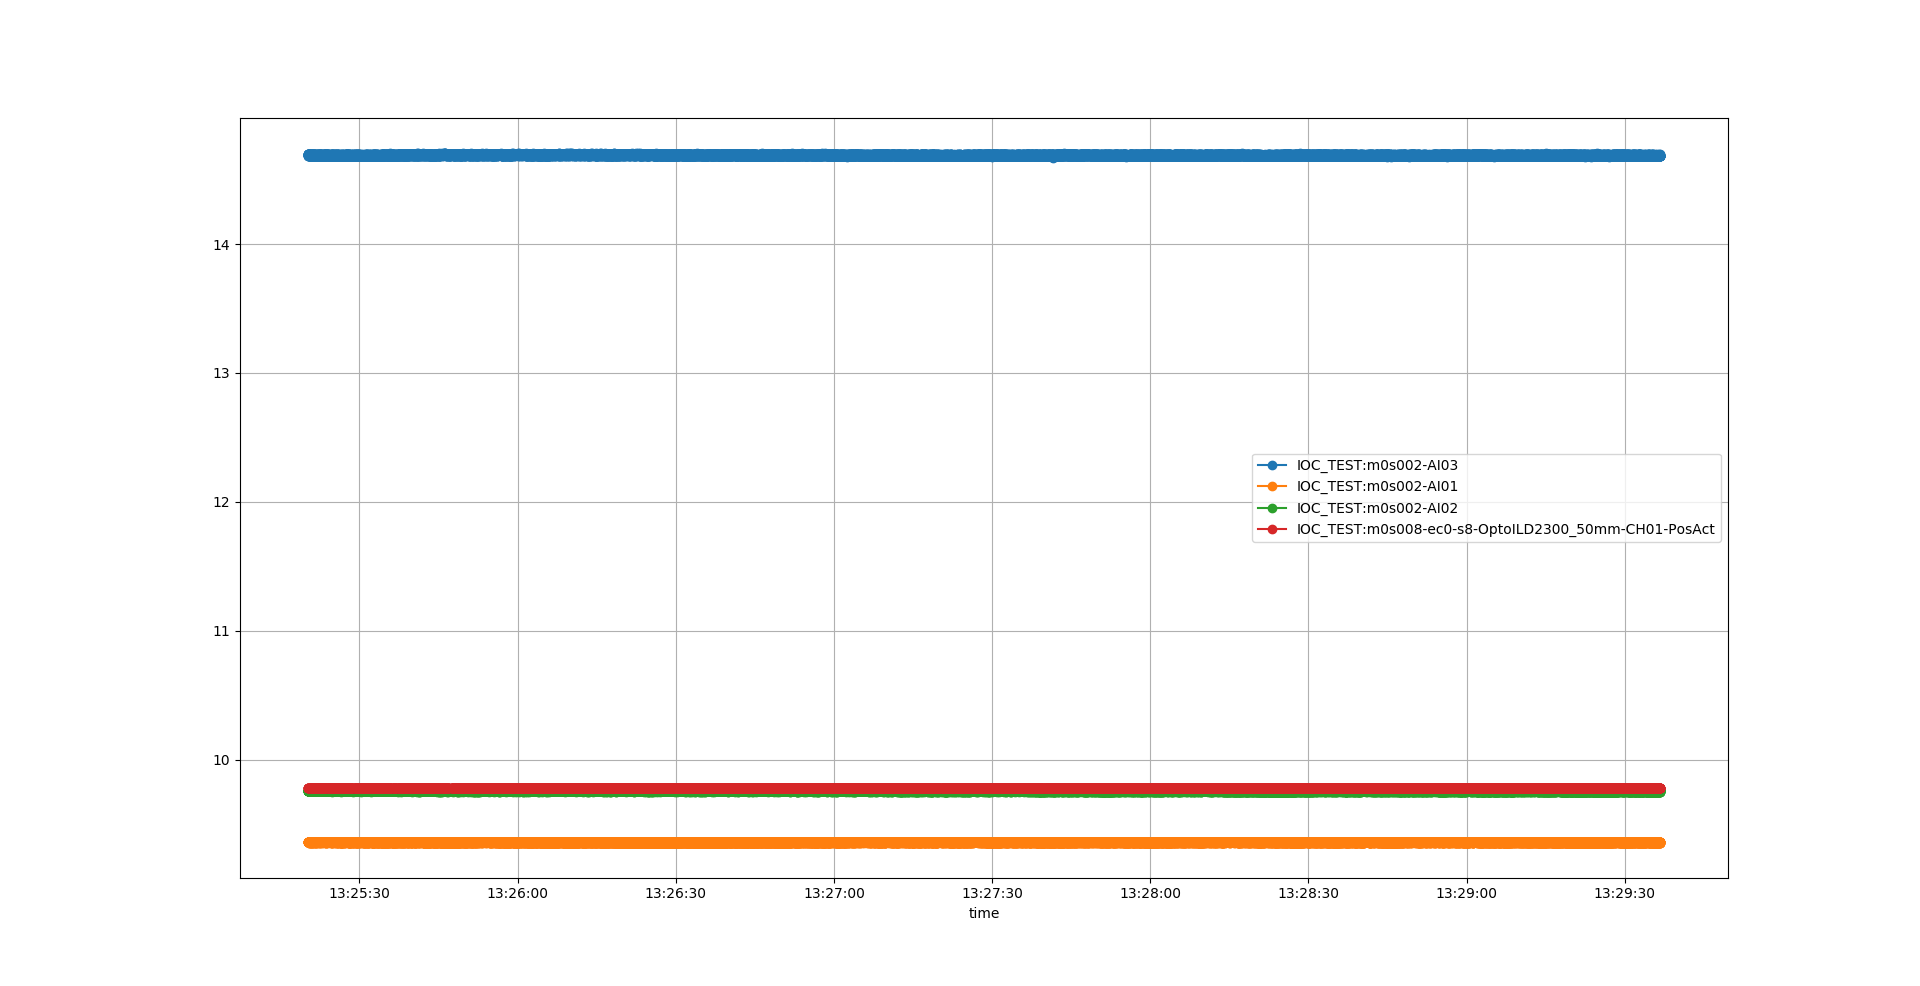 14
13
12
11
10
IOC_TEST:m0s002-AI03
IOC_TEST:m0s002-AI01
IOC_TEST:m0s002-AI02
IOC_TEST:m0s008-ec0-s8-OptoILD2300_50mm-CH01-PosAct
13:25:30 13:26:00 13:26:30 13:27:00 13:27:30 13:28:00 13:28:30 13:29:00 13:29:30
time